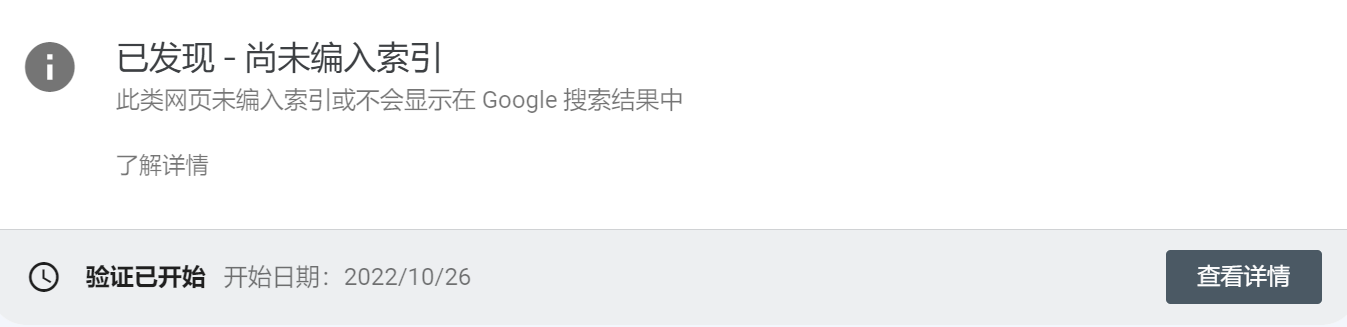 已发现 - 尚未编入索引
此类网页未编入索引或不会显示在 Google 搜索结果中
了解详情
验证已开始 开始日期：2022/10/26
查看详情